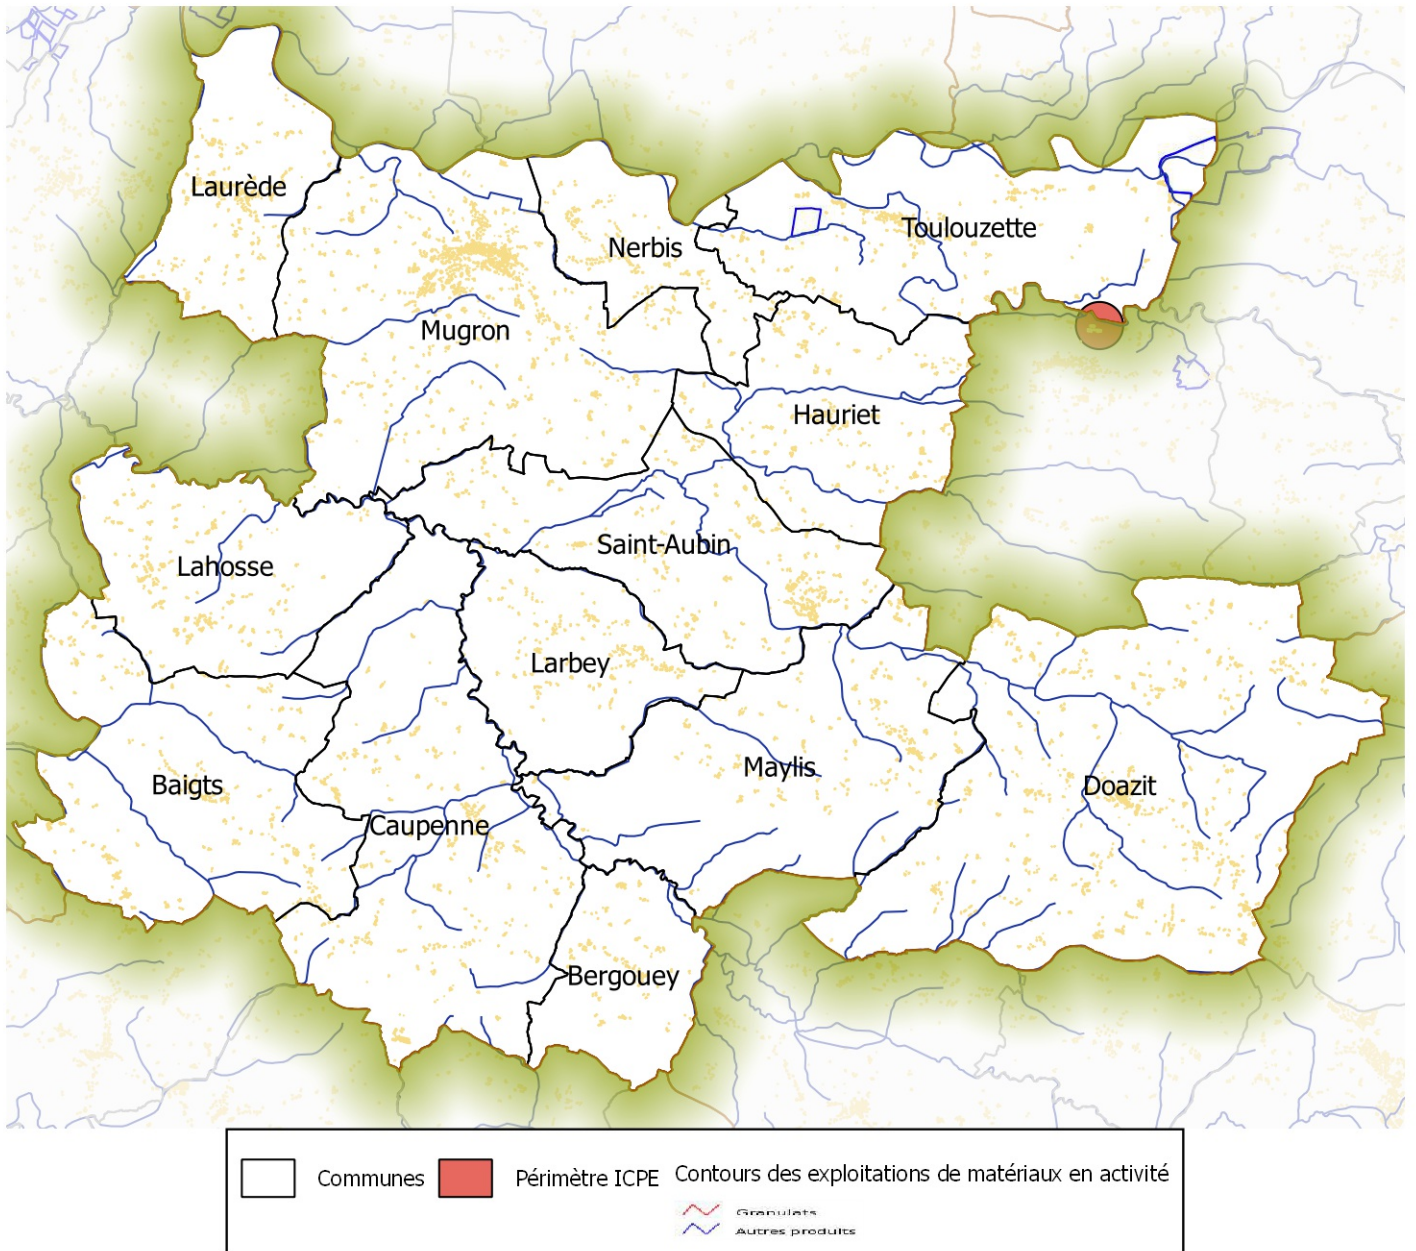 Laurède
Toulouzette
Nerbis
Mugron
Hauriet
Saint-Aubin
Lahosse
Larbey
Maylis
Baigts
Doazit
Caupenne
Bergouey
Communes
Périmètre ICPE
Contours des exploitations de matériaux en activité
Granulats
Autres produits